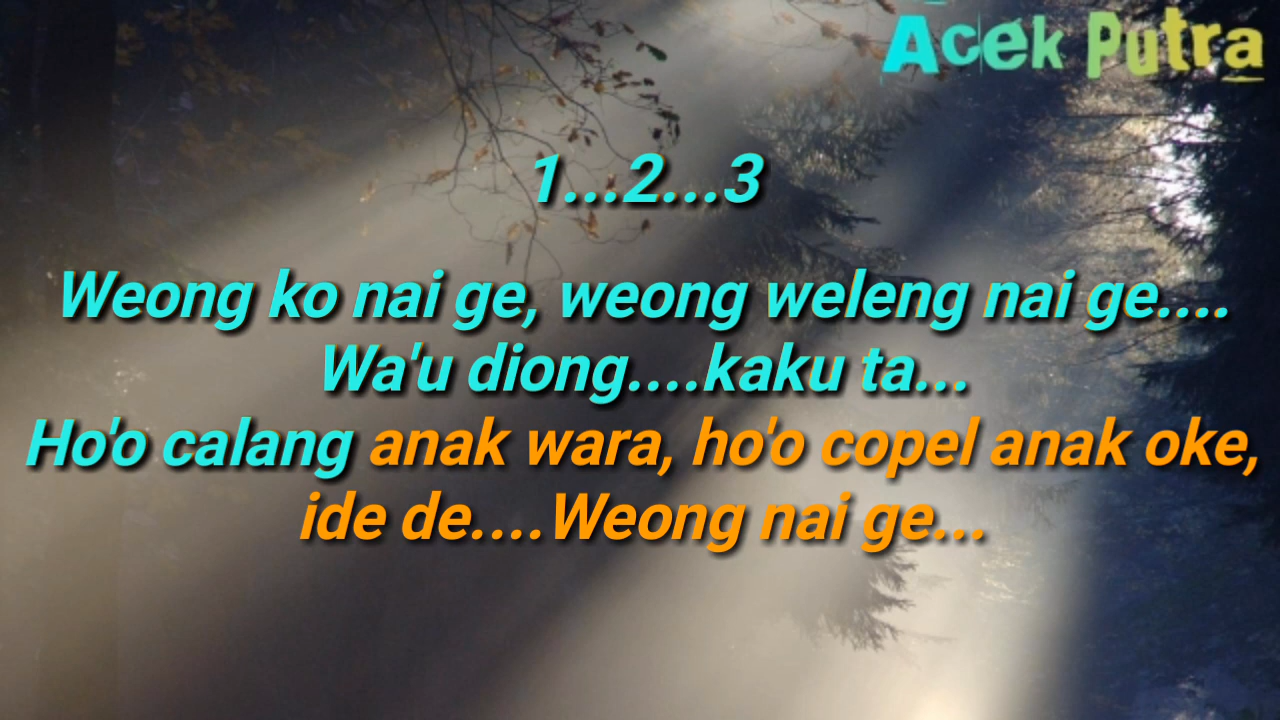 Acek Putra
1...2...3
Weong ko nai ge, weong weleng nai ge....
Wa'u diong....kaku ta...
Ho'o calang anak wara, ho'o copel anak oke,
ide de....Weong nai ge...